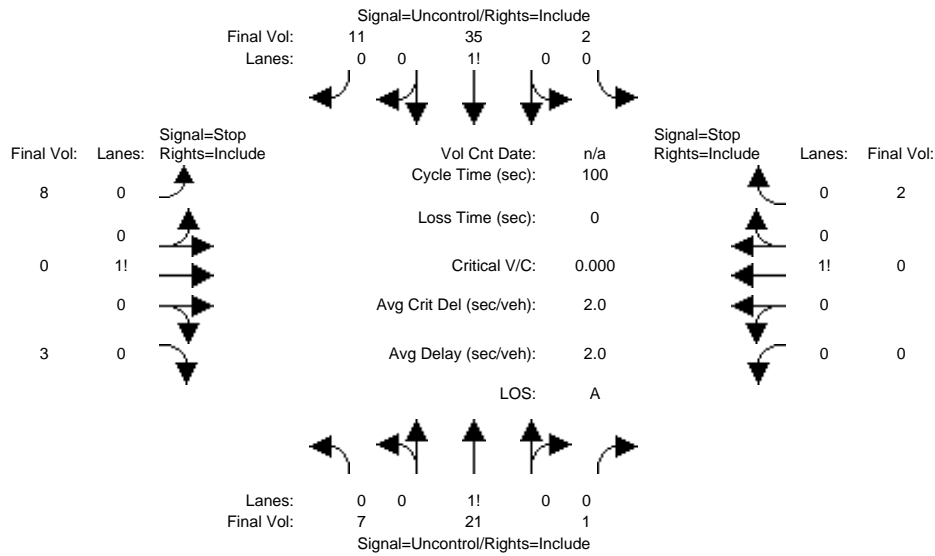 Signal=Uncontrol/Rights=Include
Final Vol: 11 35 2
Lanes: 0 0 1! 0 0
Signal=Stop Signal=Stop
Final Vol: Lanes: Rights=Include Vol Cnt Date: n/a Rights=Include Lanes: Final Vol:
Cycle Time (sec): 100
8 0 0 2
Loss Time (sec): 0
0 0
0 1! Critical V/C: 0.000 1! 0
0 Avg Crit Del (sec/veh): 2.0 0
3 0 Avg Delay (sec/veh): 2.0 0 0
LOS: A
Lanes: 0 0 1! 0 0
Final Vol: 7 21 1
Signal=Uncontrol/Rights=Include